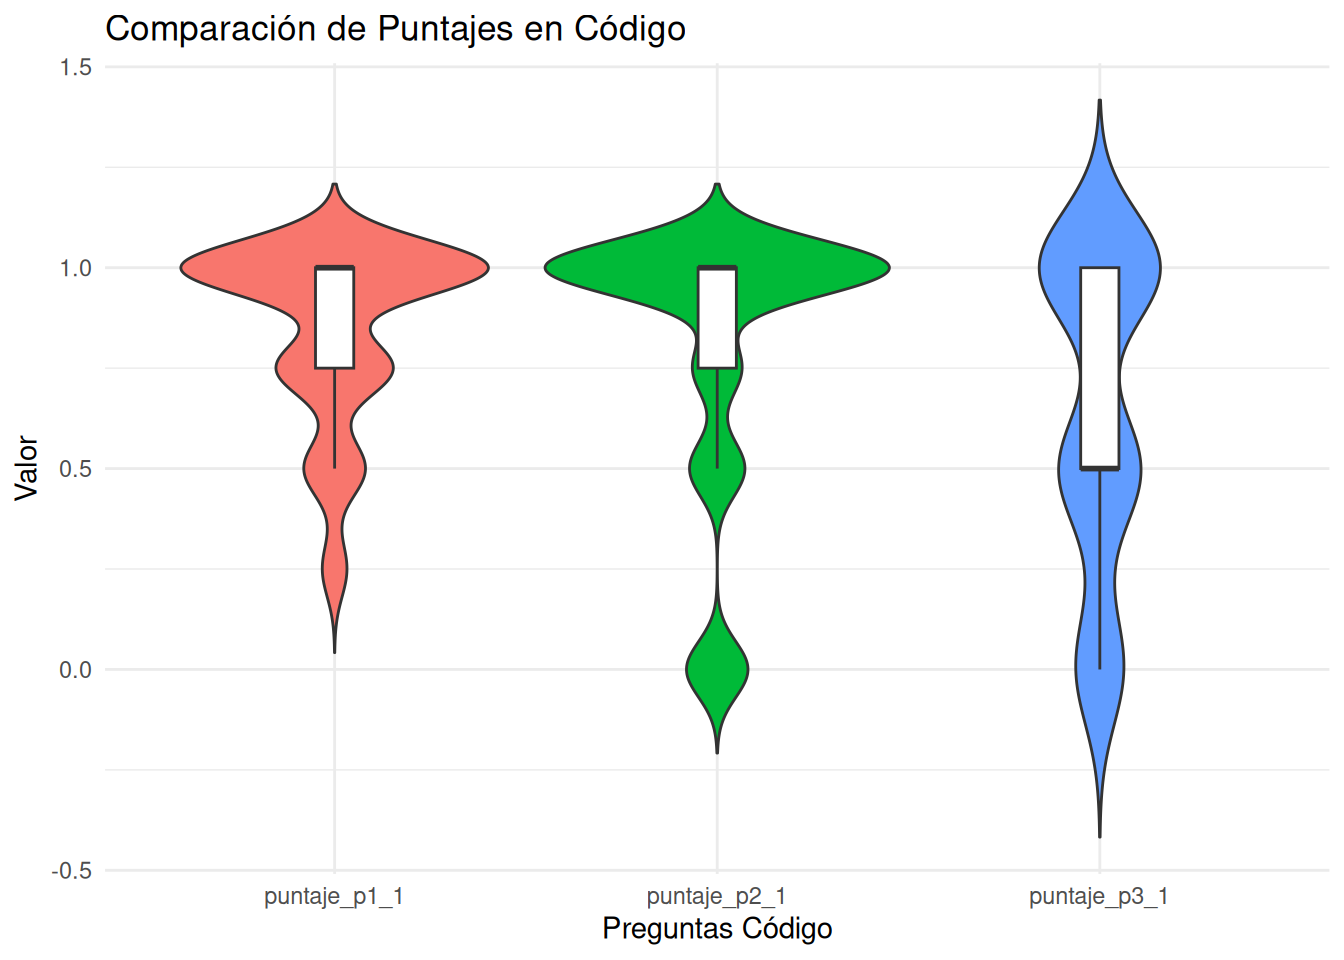 Comparación de Puntajes en Código
1.5
1.0
0.5
0.0
-0.5
Valor
puntaje_p1_1
puntaje_p2_1
puntaje_p3_1
Preguntas Código